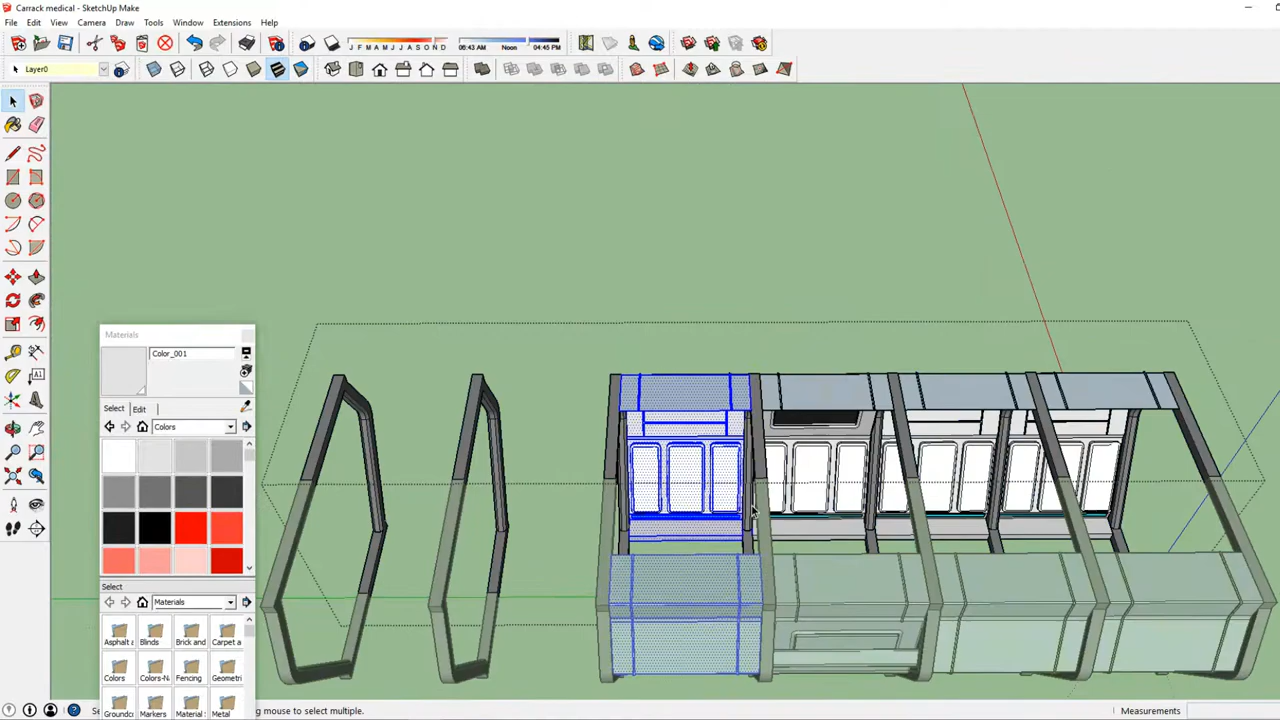 Carrack medical - SketchUp Make
File Edit View Camera Draw Tools Window Extensions Help
J F M A M J J A S O N D 06:43 AM Noon 04:45 PM
Layer0
A1
Materials
Color_001
Select Edit
Colors
Select
Materials
Asphalt a Blinds Brick and Carpet a
Colors Colors-N Fencing Geometri
Groundc Markers Material Metal
g mouse to select multiple.
Measurements